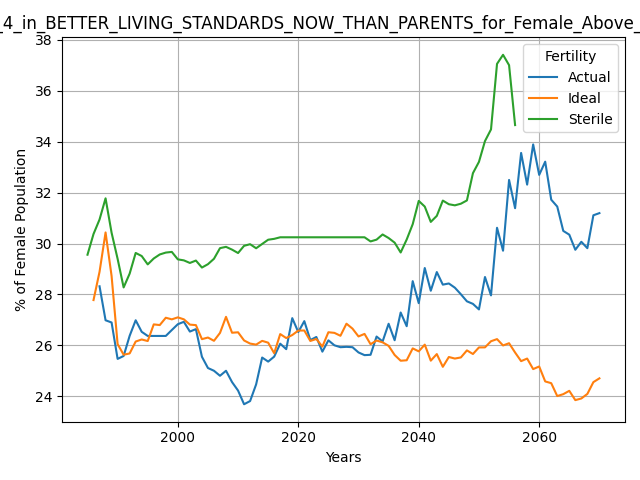 _4_in_BETTER_LIVING_STANDARDS_NOW_THAN_PARENTS_for_Female_Above_
38
36
34
32
30
28
26
24
% of Female Population
Fertility
Actual
Ideal
Sterile
2000
2020
2040
2060
Years